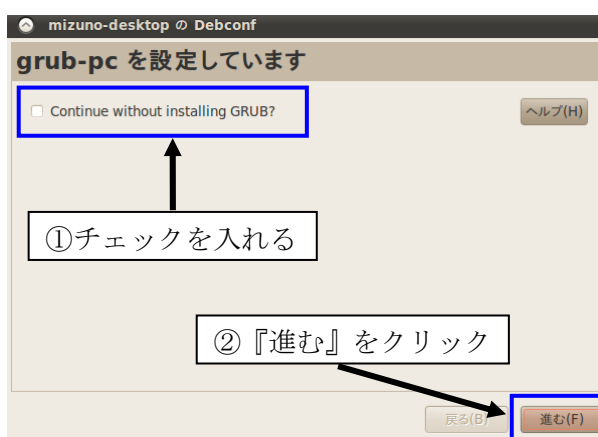 mizuno-desktop の Debconf
grub-pc を設定しています
Continue without installing GRUB?
ヘルプ(H)
①チェックを入れる
②『進む』をクリック
戻る(B)
進む(F)